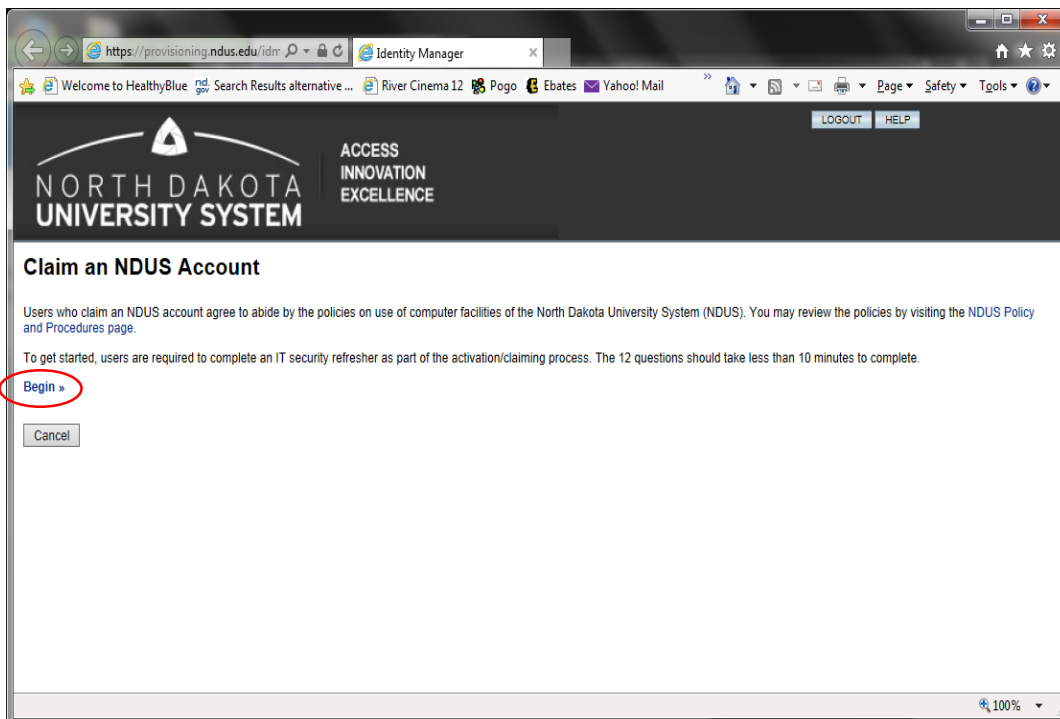 https://provisioning.ndus.edu/idm
Identity Manager
Welcome to HealthyBlue nd.gov Search Results alternative ... River Cinema 12 Pogo Ebates Yahoo! Mail » Page Safety Tools
LOGOUT HELP
NORTH DAKOTA
UNIVERSITY SYSTEM
ACCESS
INNOVATION
EXCELLENCE
Claim an NDUS Account
Users who claim an NDUS account agree to abide by the policies on use of computer facilities of the North Dakota University System (NDUS). You may review the policies by visiting the NDUS Policy
and Procedures page.
To get started, users are required to complete an IT security refresher as part of the activation/claiming process. The 12 questions should take less than 10 minutes to complete.
Begin »
Cancel
100%